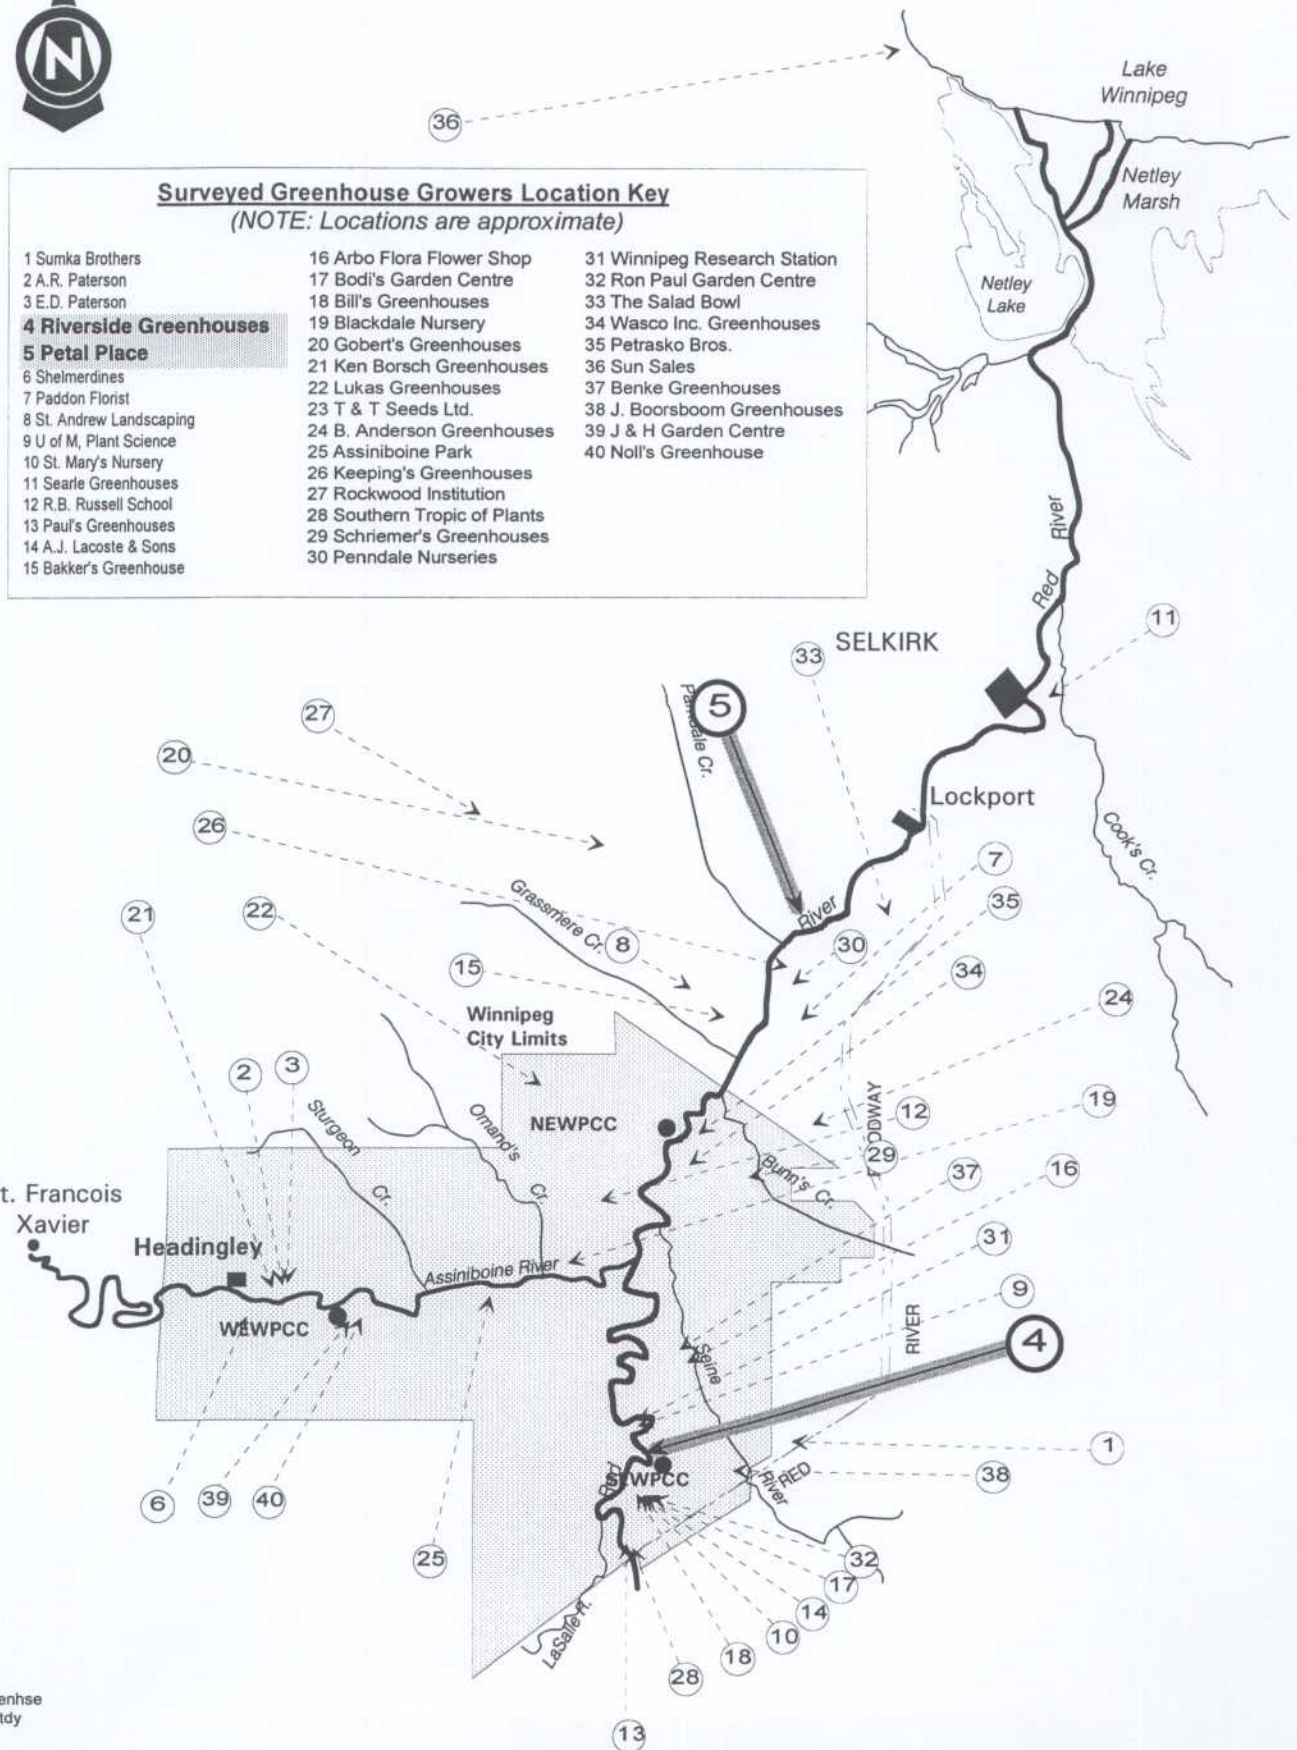 N
Lake
Winnipeg
36
Netley
Marsh
Surveyed Greenhouse Growers Location Key
(NOTE: Locations are approximate)
1 Sumka Brothers
2 A.R. Paterson
3 E.D. Paterson
4 Riverside Greenhouses
5 Petal Place
6 Shelmerdines
7 Paddon Florist
8 St. Andrew Landscaping
9 U of M, Plant Science
10 St. Mary's Nursery
11 Searle Greenhouses
12 R.B. Russell School
13 Paul's Greenhouses
14 A.J. Lacoste & Sons
15 Bakker's Greenhouse
16 Arbo Flora Flower Shop
17 Bodi's Garden Centre
18 Bill's Greenhouses
19 Blackdale Nursery
20 Gobert's Greenhouses
21 Ken Borsch Greenhouses
22 Lukas Greenhouses
23 T & T Seeds Ltd.
24 B. Anderson Greenhouses
25 Assiniboine Park
26 Keeping's Greenhouses
27 Rockwood Institution
28 Southern Tropic of Plants
29 Schriemer's Greenhouses
30 Penndale Nurseries
31 Winnipeg Research Station
32 Ron Paul Garden Centre
33 The Salad Bowl
34 Wasco Inc. Greenhouses
35 Petrasko Bros.
36 Sun Sales
37 Benke Greenhouses
38 J. Boorsboom Greenhouses
39 J & H Garden Centre
40 Noll's Greenhouse
Netley
Lake
Red River
11
SELKIRK
33
5
27
20
Lockport
26
Cook's Cr.
7
Grassmere Cr.
River
21
22
8
30
35
15
34
24
Winnipeg
City Limits
2
3
Sturgeon
Cr.
Omand's
Cr.
NEWPCC
12
19
29
37
16
Bunn's Cr.
t. Francois
Xavier
Headingley
Assiniboine River
31
9
WEWPCC
RIVER
4
Seine
River
1
38
RED
Red
SEWPCC
6
39
40
25
32
17
14
10
18
28
LaSalle R.
13
enhse
tdy